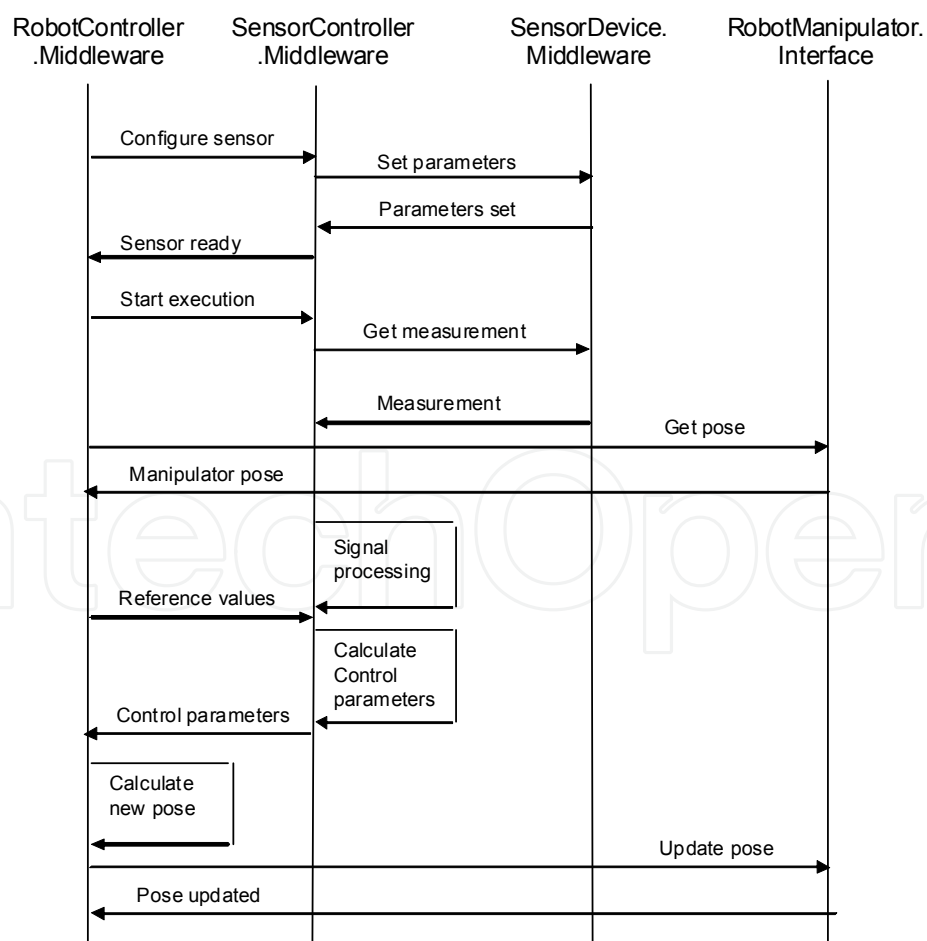 RobotController
.Middleware
SensorController
.Middleware
SensorDevice.
Middleware
RobotManipulator.
Interface
Configure sensor
Set parameters
Parameters set
Sensor ready
Start execution
Get measurement
Measurement
Get pose
Manipulator pose
Signal
processing
Reference values
Calculate
Control
parameters
Control parameters
Calculate
new pose
Update pose
Pose updated
ntechOper